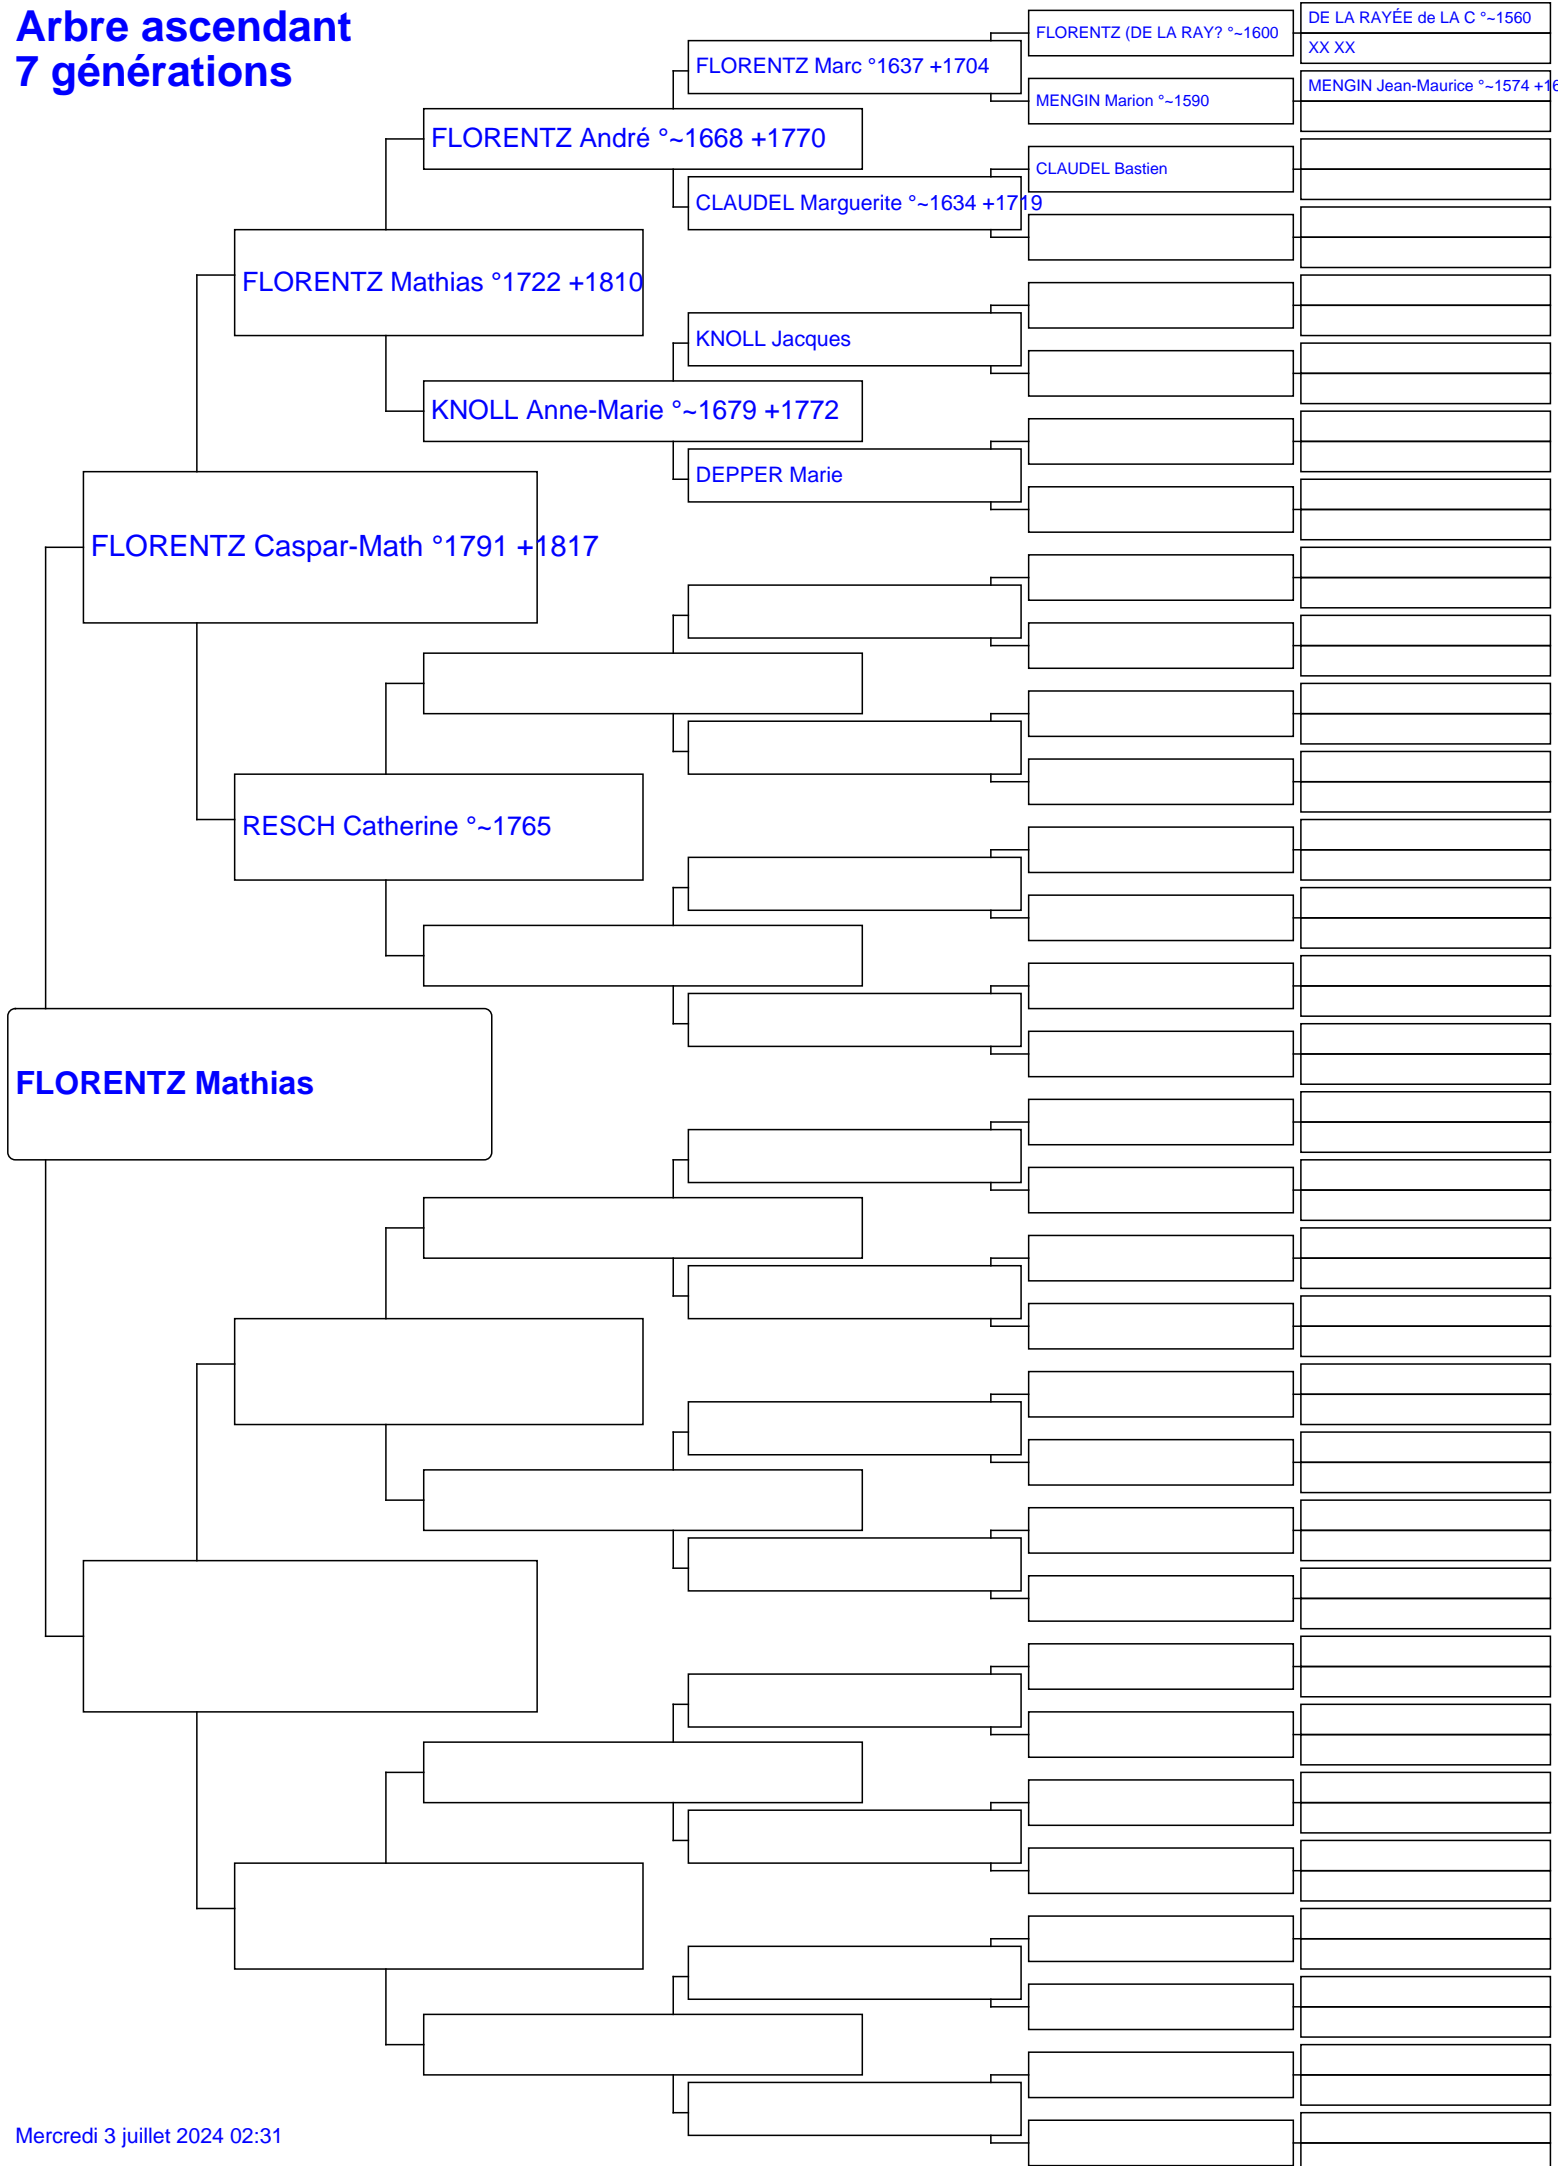 Arbre ascendant
7 générations
FLORENTZ Mathias
FLORENTZ Caspar-Math °1791 +1817
FLORENTZ Mathias °1722 +1810
RESCH Catherine °~1765
FLORENTZ André °~1668 +1770
KNOLL Anne-Marie °~1679 +1772
FLORENTZ Marc °1637 +1704
CLAUDEL Marguerite °~1634 +1719
KNOLL Jacques
DEPPER Marie
FLORENTZ (DE LA RAY? °~1600
MENGIN Marion °~1590
CLAUDEL Bastien
DE LA RAYÉE de LA C °~1560
XX XX
MENGIN Jean-Maurice °~1574
Mercredi 3 juillet 2024 02:31